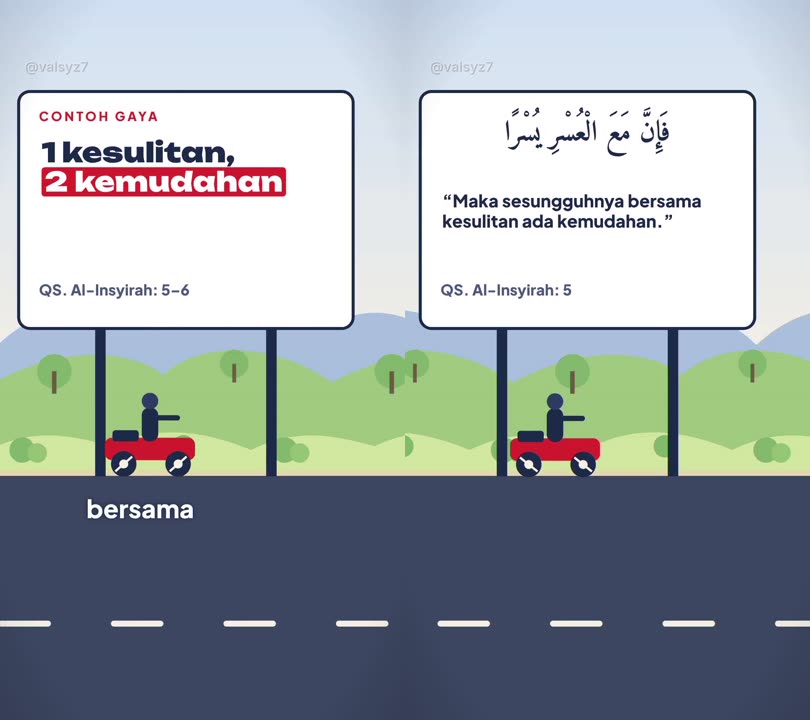 @valsyz7
CONTOH GAYA
1 kesulitan,
2 kemudahan
QS. Al-Insyirah: 5–6
bersama
@valsyz7
فَإِنَّ مَعَ الْعُسْرِ يُسْرًا
“Maka sesungguhnya bersama
kesulitan ada kemudahan.”
QS. Al-Insyirah: 5